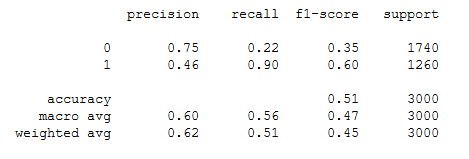 precision recall f1-score support
0 0.75 0.22 0.35 1740
1 0.46 0.90 0.60 1260
accuracy 0.51 3000
macro avg 0.60 0.56 0.47 3000
weighted avg 0.62 0.51 0.45 3000